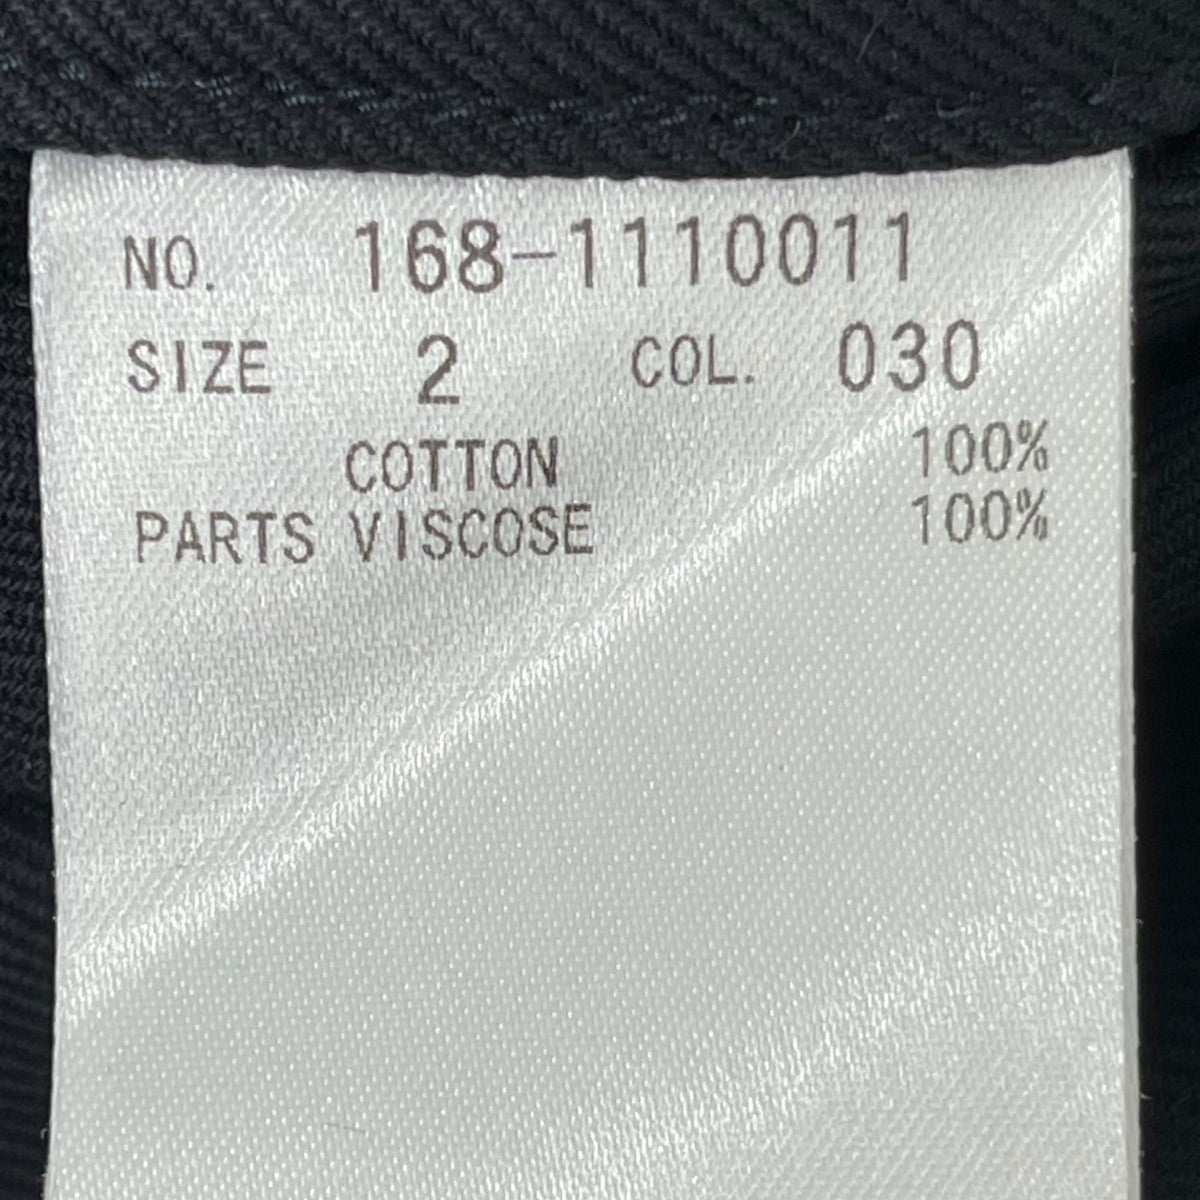 NO. 168-1110011
SIZE 2 COL. 030
COTTON 100%
PARTS VISCOSE 100%